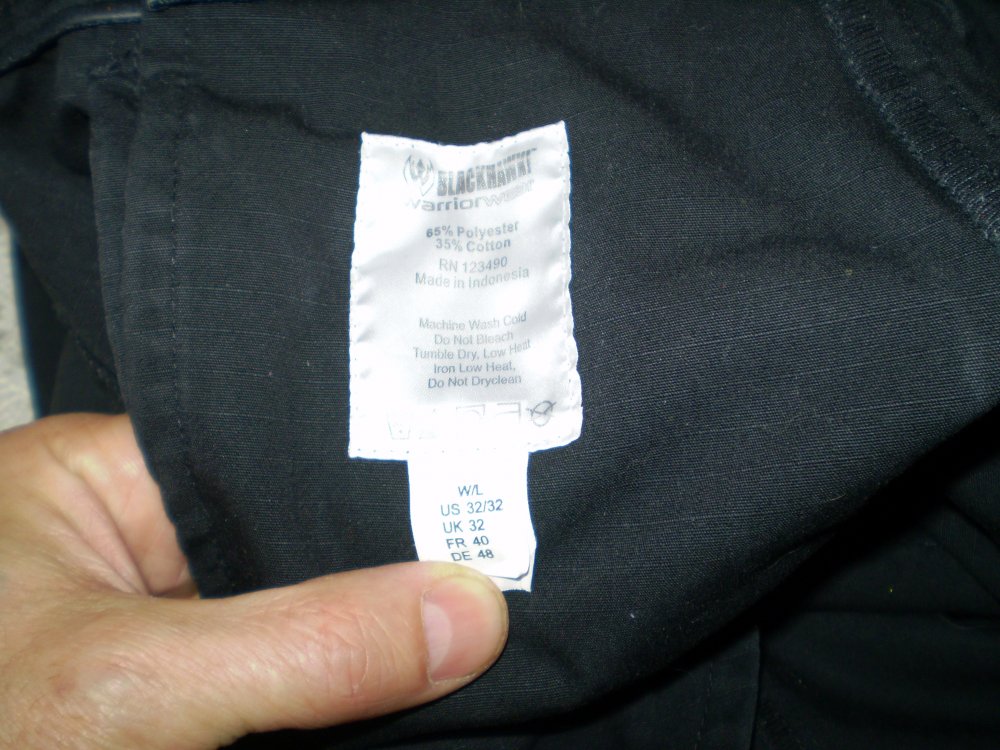 BLACKHAWK!
warriorwear
65% Polyester
35% Cotton
RN 123490
Made in Indonesia
Machine Wash Cold
Do Not Bleach
Tumble Dry, Low Heat
Iron Low Heat,
Do Not Dryclean
W/L
US 32/32
UK 32
FR 40
DE 48